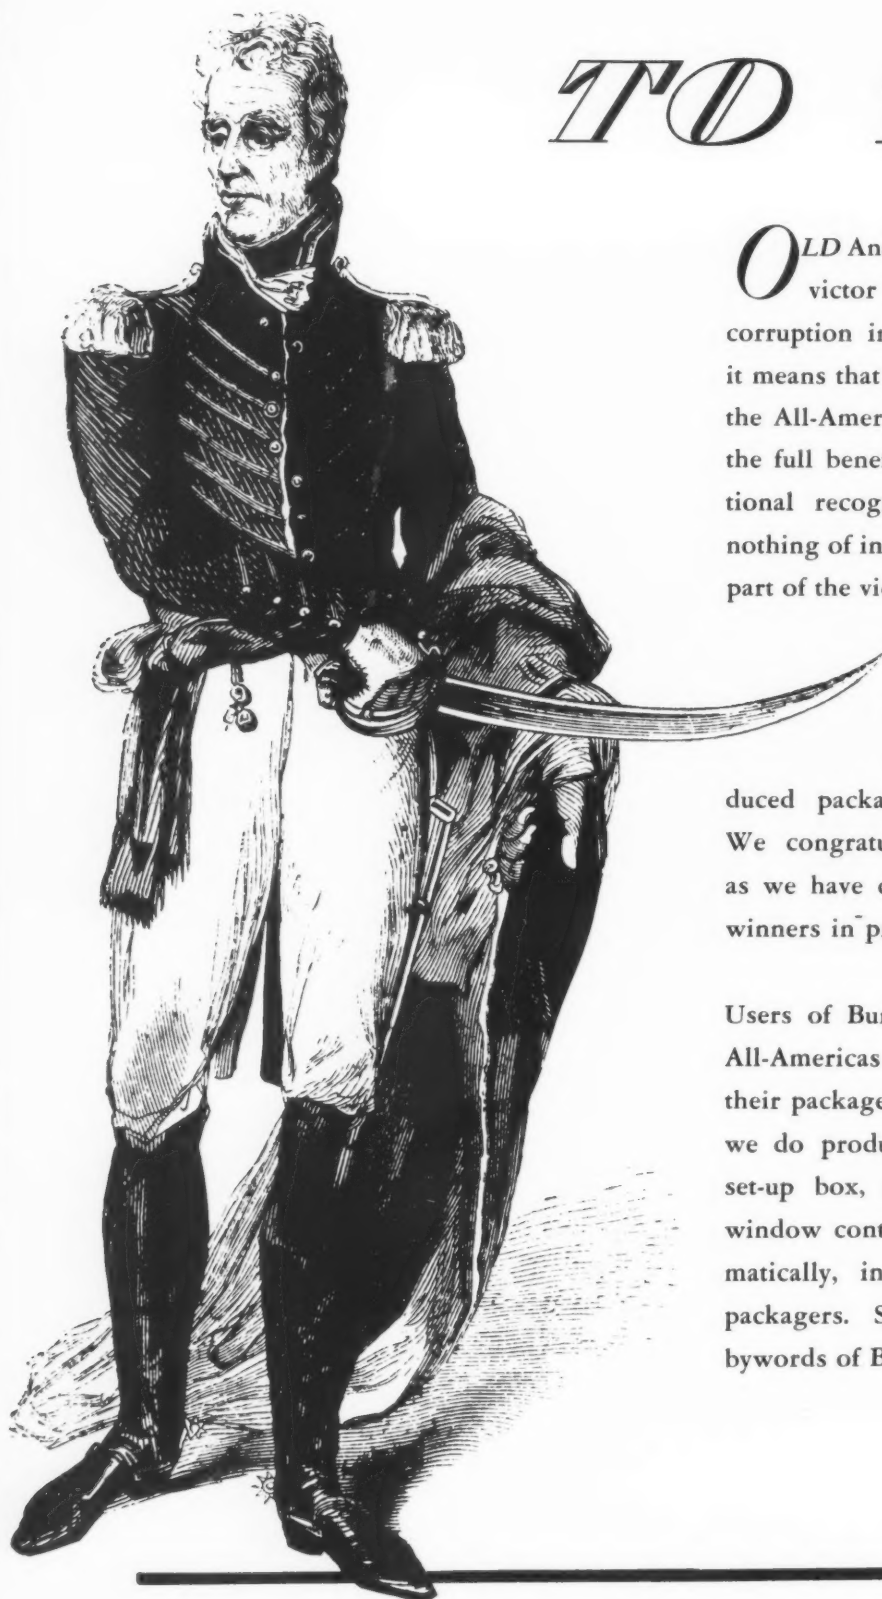 TO
OLD An
victor
corruption in
it means that
the All-Amer
the full bene
tional recog
nothing of in
part of the vi
duced packa
We congratu
as we have
winners in p
Users of Bu
All-Americas
their package
we do produ
set-up box,
window cont
matically, in
packagers. S
bywords of B